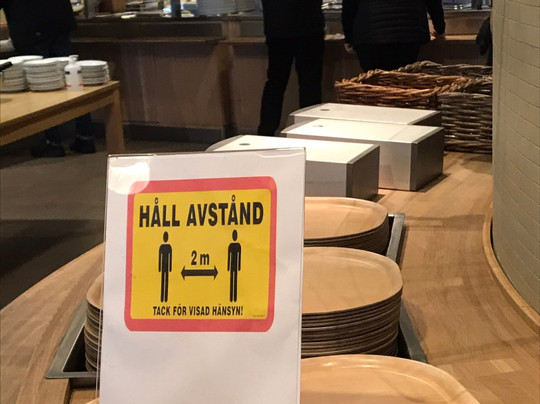 HÅLL AVSTÅND
2 m
TACK FÖR VISAD HÄNSYN!